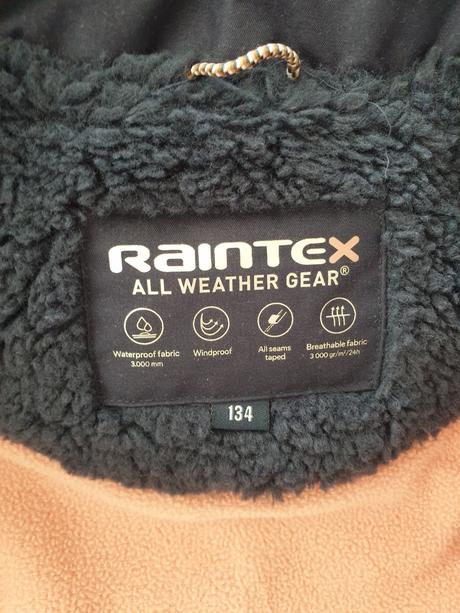 RAINTEX
ALL WEATHER GEAR®
Waterproof fabric
3.000 mm
Windproof
All seams
taped
Breathable fabric
3 000 gr/m²/24h
134